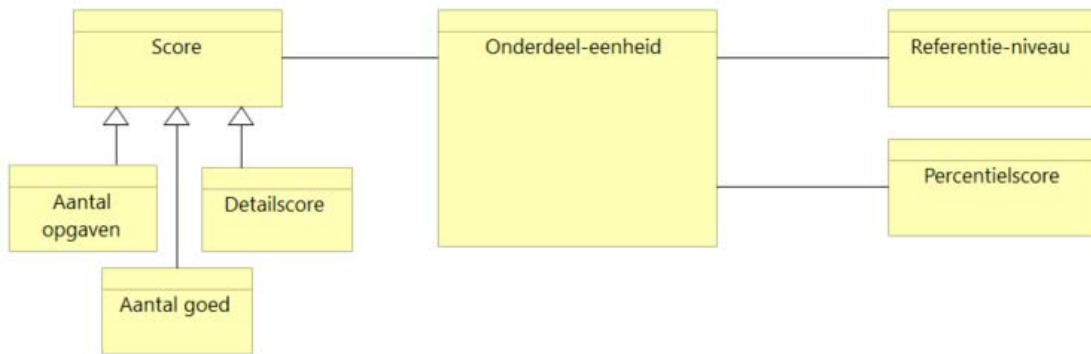 Score
Onderdeel-eenheid
Referentie-niveau
Aantal
opgaven
Detailscore
Percentielscore
Aantal goed